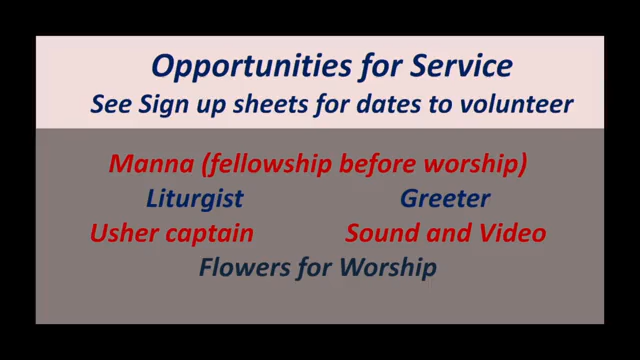 Opportunities for Service
See Sign up sheets for dates to volunteer
Manna (fellowship before worship)
Liturgist Greeter
Usher captain Sound and Video
Flowers for Worship